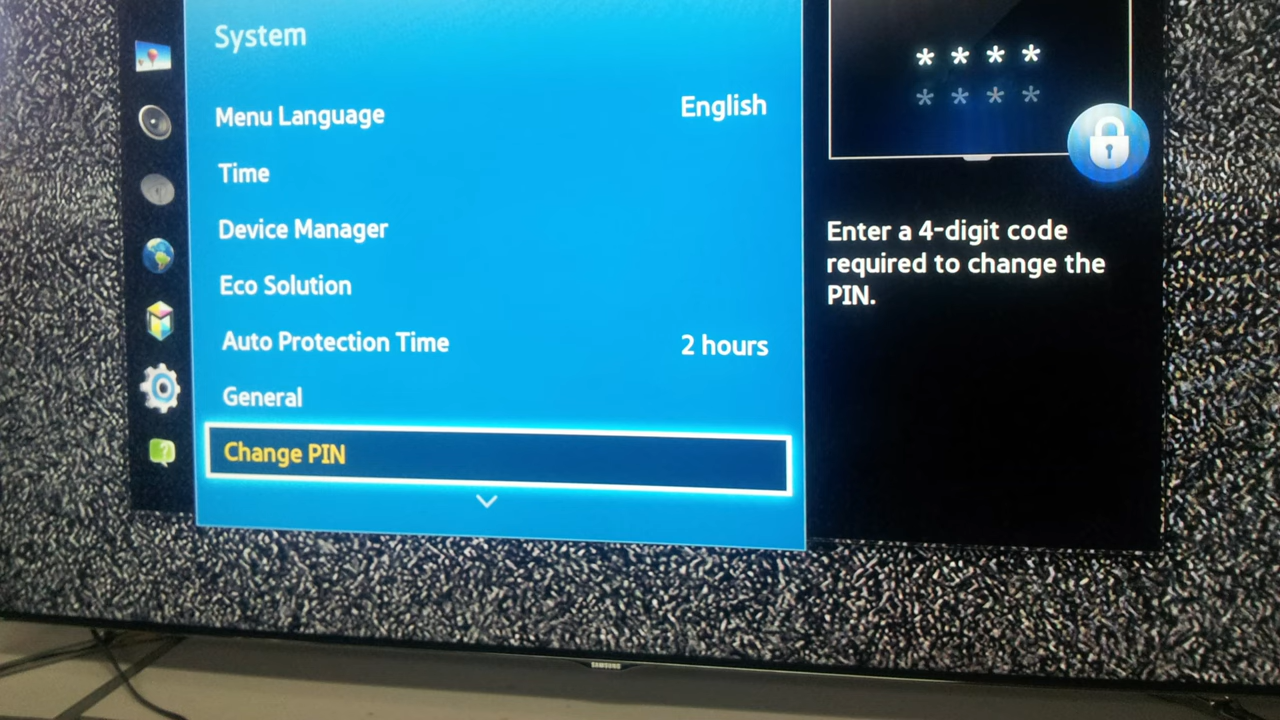 System
Menu Language English
Time
Device Manager
Eco Solution
Auto Protection Time 2 hours
General
Change PIN
* * * *
* * * *
Enter a 4-digit code
required to change the
PIN.
SAMSUNG